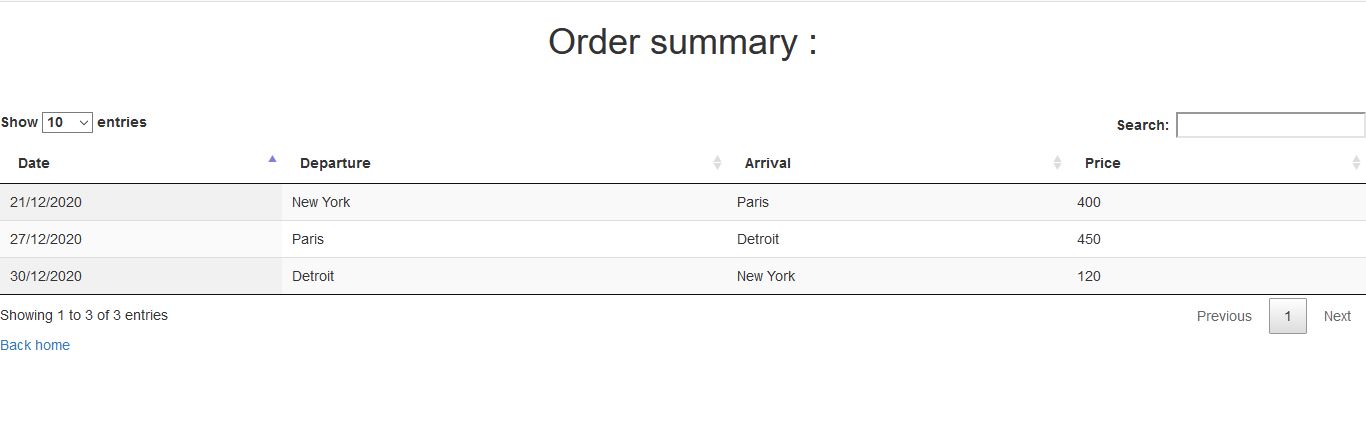 Order summary :
Show 10 entries Search:
Date Departure Arrival Price
21/12/2020 New York Paris 400
27/12/2020 Paris Detroit 450
30/12/2020 Detroit New York 120
Showing 1 to 3 of 3 entries Previous 1 Next
Back home